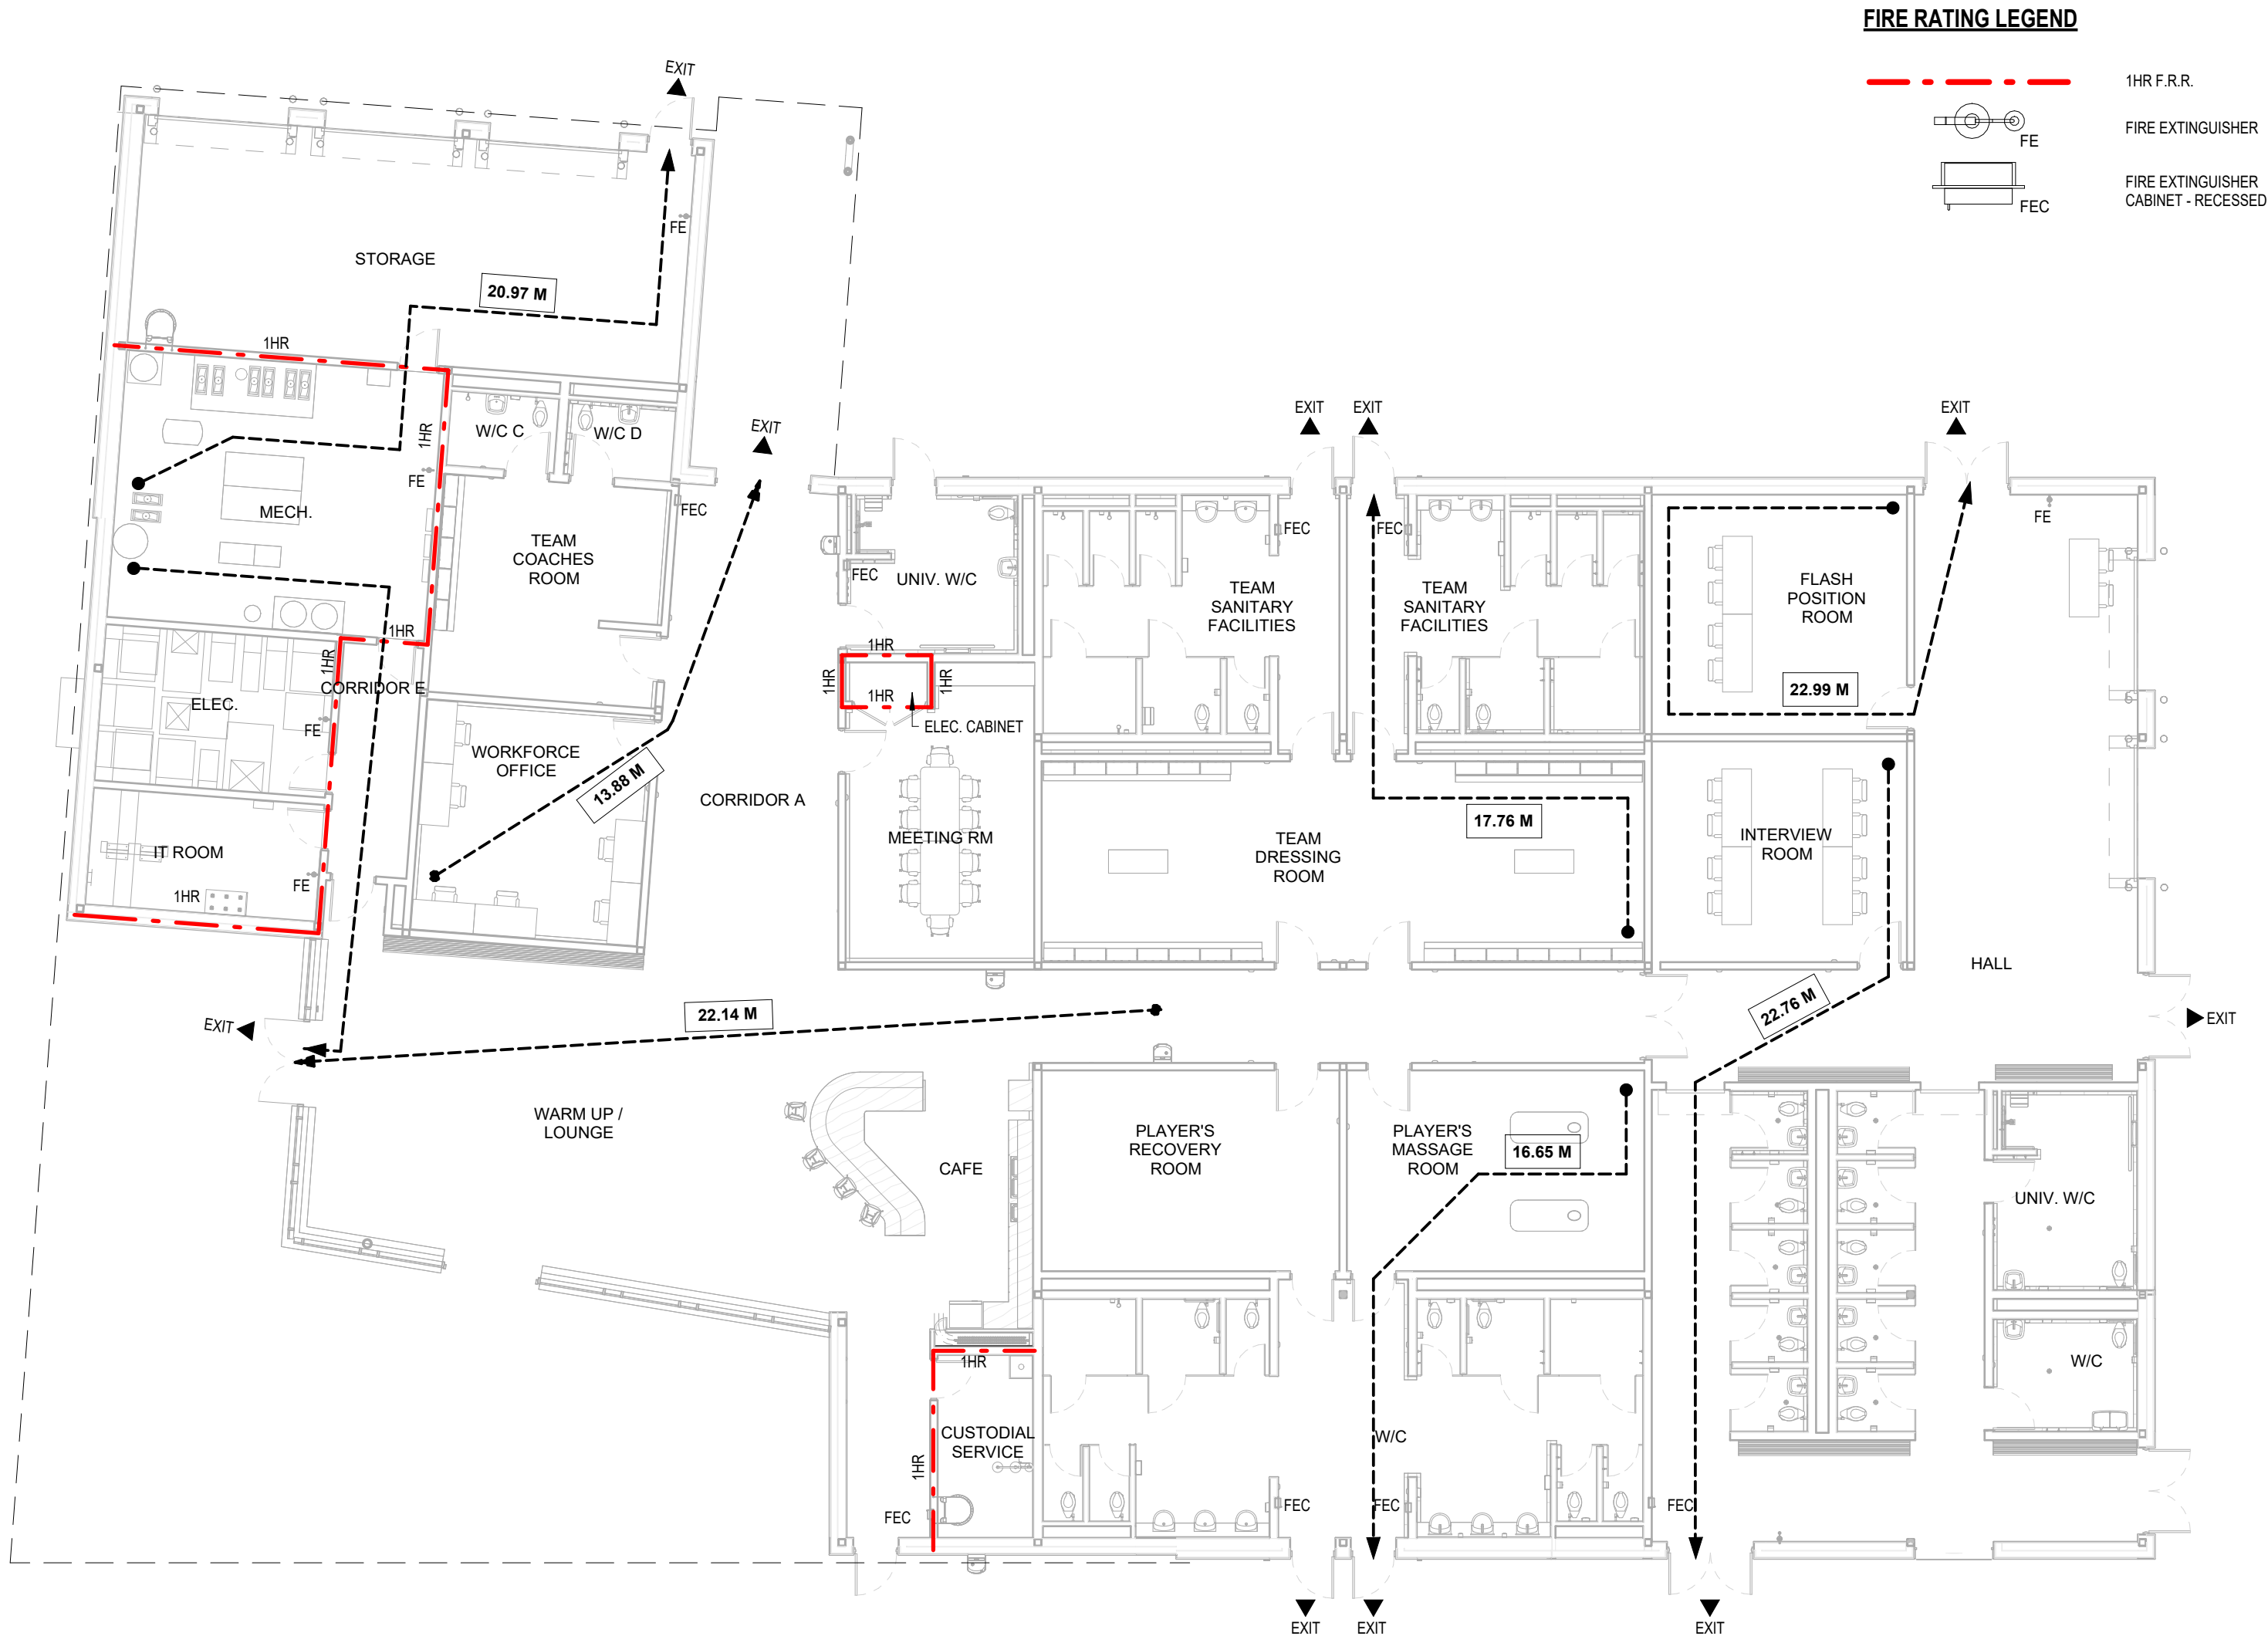 FIRE RATING LEGEND
1HR F.R.R.
FE
FIRE EXTINGUISHER
FEC
FIRE EXTINGUISHER
CABINET - RECESSED
EXIT
FE
STORAGE
20.97 M
1HR
1HR
W/C C
W/C D
EXIT
FE
MECH.
FEC
TEAM
COACHES
ROOM
1HR
1HR
CORRIDOR E
ELEC.
FE
WORKFORCE
OFFICE
13.88 M
CORRIDOR A
IT ROOM
FE
1HR
EXIT
EXIT
EXIT
EXIT
FEC
UNIV. W/C
FEC
FEC
TEAM
SANITARY
FACILITIES
TEAM
SANITARY
FACILITIES
FLASH
POSITION
ROOM
FE
22.99 M
1HR
1HR
1HR
1HR
ELEC. CABINET
MEETING RM
TEAM
DRESSING
ROOM
17.76 M
INTERVIEW
ROOM
HALL
22.76 M
EXIT
EXIT
22.14 M
WARM UP /
LOUNGE
CAFE
PLAYER'S
RECOVERY
ROOM
PLAYER'S
MASSAGE
ROOM
16.65 M
UNIV. W/C
W/C
1HR
CUSTODIAL
SERVICE
1HR
FEC
W/C
FEC
FEC
FEC
EXIT
EXIT
EXIT